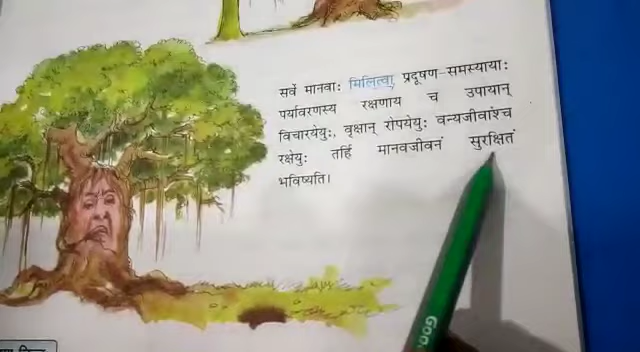 सर्वे मानवाः मिलित्वा प्रदूषण-समस्यायाः
पर्यावरणस्य रक्षणाय च उपायान्
विचारयेयुः, वृक्षान् रोपयेयुः वन्यजीवांश्च
रक्षेयुः तर्हि मानवजीवनं सुरक्षितं
भविष्यति।